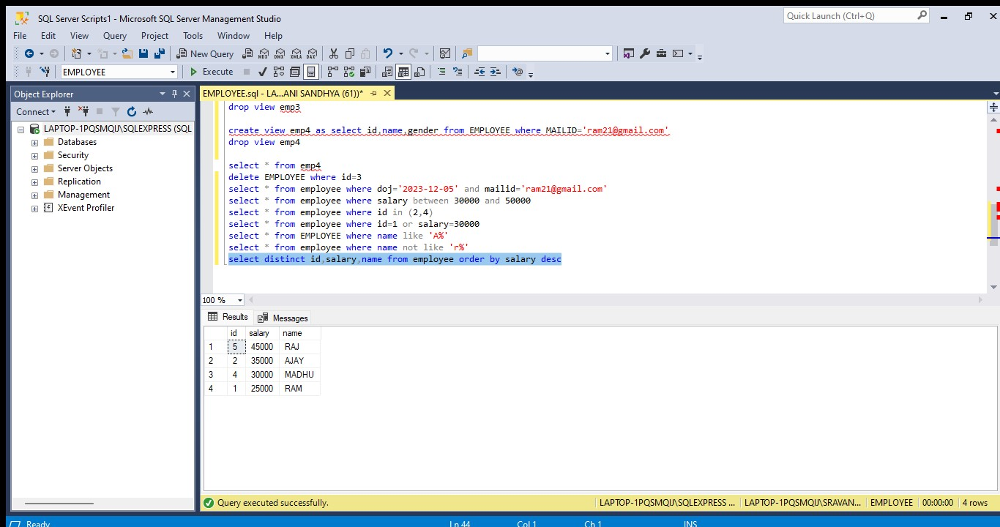 SQL Server Scripts1 - Microsoft SQL Server Management Studio
Quick Launch (Ctrl+Q)
File Edit View Query Project Tools Window Help
New Query MDX DMX XMLA DAX
EMPLOYEE Execute
Object Explorer
EMPLOYEE.sql - LA...ANI SANDHYA (61))*
Connect
LAPTOP-1PQSMQIJ\SQLEXPRESS (SQL
Databases
Security
Server Objects
Replication
Management
XEvent Profiler
drop view emp3
create view emp4 as select id,name,gender from EMPLOYEE where MAILID='ram21@gmail.com'
drop view emp4
select * from emp4
delete EMPLOYEE where id=3
select * from employee where doj='2023-12-05' and mailid='ram21@gmail.com'
select * from employee where salary between 30000 and 50000
select * from employee where id in (2,4)
select * from employee where id=1 or salary=30000
select * from EMPLOYEE where name like 'A%'
select * from employee where name not like 'r%'
select distinct id,salary,name from employee order by salary desc
100 %
Results Messages
id salary name
1 5 45000 RAJ
2 2 35000 AJAY
3 4 30000 MADHU
4 1 25000 RAM
Query executed successfully.
LAPTOP-1PQSMQIJ\SQLEXPRESS ... LAPTOP-1PQSMQIJ\SRAVAN... EMPLOYEE 00:00:00 4 rows
Ready Ln 44 Col 1 Ch 1 INS